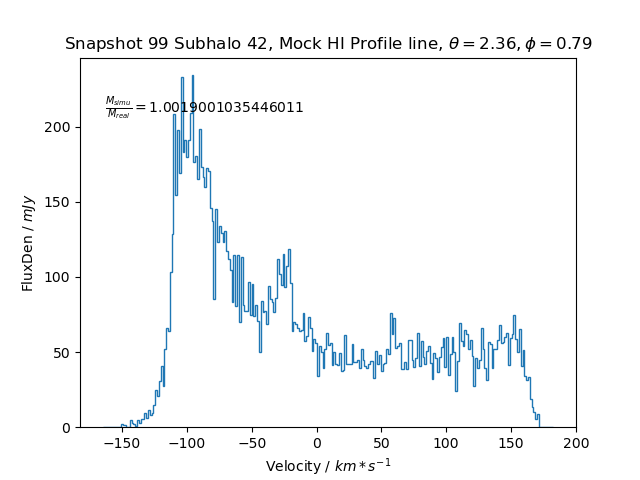 Snapshot 99 Subhalo 42, Mock HI Profile line, θ = 2.36, ϕ = 0.79
M_simu/M_real = 1.0019001035446011
FluxDen / mJy
200
150
100
50
0
−150 −100 −50 0 50 100 150 200
Velocity / km * s⁻¹